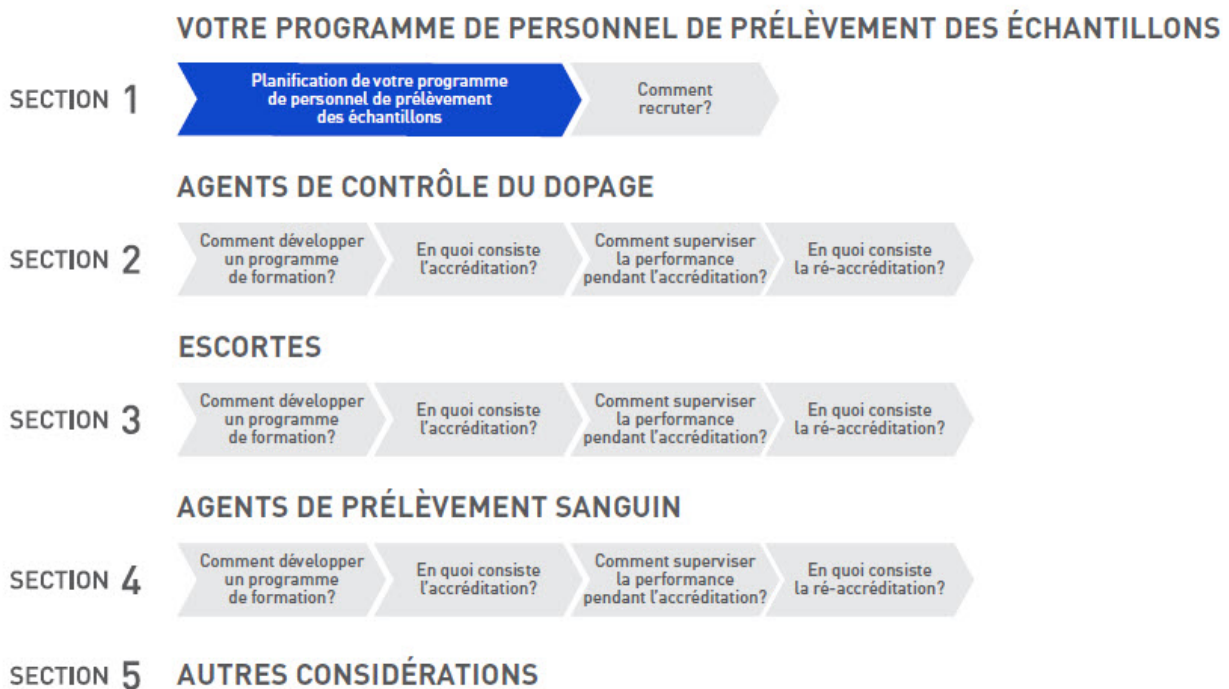 VOTRE PROGRAMME DE PERSONNEL DE PRÉLÈVEMENT DES ÉCHANTILLONS
SECTION 1
Planification de votre programme
de personnel de prélèvement
des échantillons
Comment
recruter?
AGENTS DE CONTRÔLE DU DOPAGE
SECTION 2
Comment développer
un programme
de formation?
En quoi consiste
l'accréditation?
Comment superviser
la performance
pendant l'accréditation?
En quoi consiste
la ré-accréditation?
ESCORTES
SECTION 3
Comment développer
un programme
de formation?
En quoi consiste
l'accréditation?
Comment superviser
la performance
pendant l'accréditation?
En quoi consiste
la ré-accréditation?
AGENTS DE PRÉLÈVEMENT SANGUIN
SECTION 4
Comment développer
un programme
de formation?
En quoi consiste
l'accréditation?
Comment superviser
la performance
pendant l'accréditation?
En quoi consiste
la ré-accréditation?
SECTION 5 AUTRES CONSIDÉRATIONS